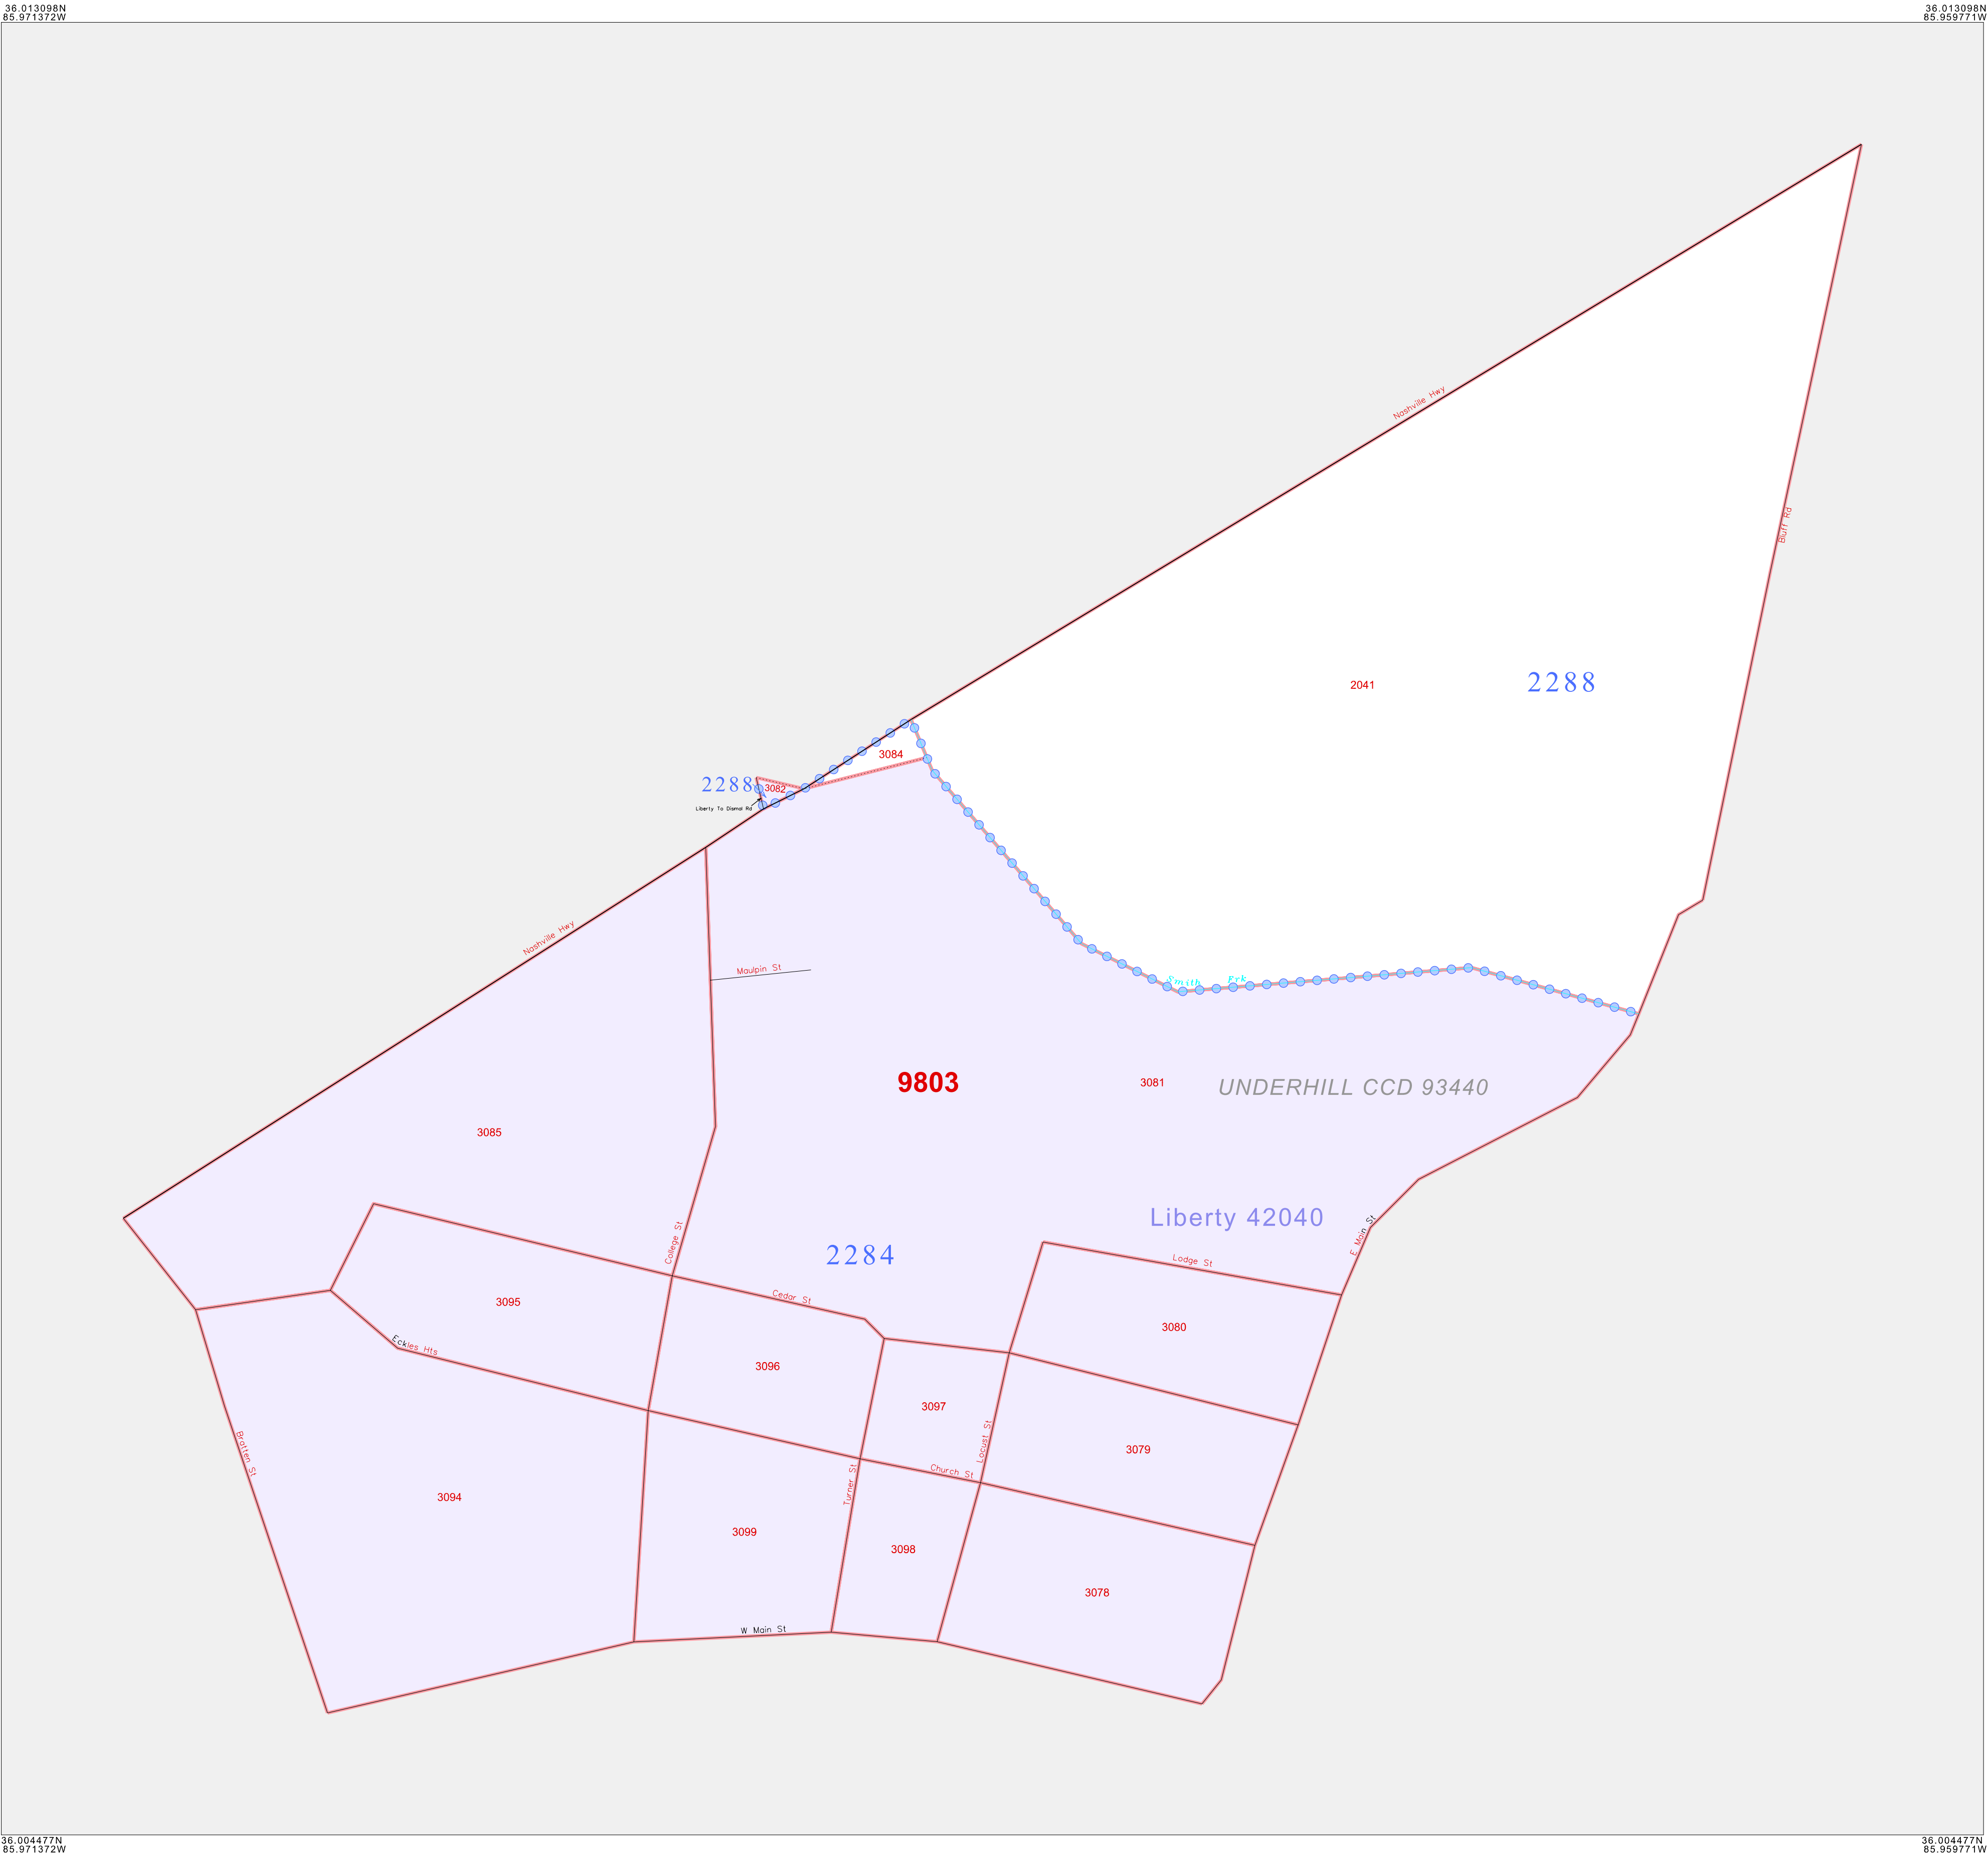 36.013098N
85.971372W
36.013098N
85.959771W
Nashville Hwy
Bluff Rd
2041
2288
3084
2288
3082
Liberty To Dismal Rd
Nashville Hwy
Maulpin St
Smith Frk
9803
3081
UNDERHILL CCD 93440
3085
Liberty 42040
College St
2284
E Main St
Lodge St
Cedar St
3095
3080
Eckles Hts
3096
3097
Locust St
3079
Bratten St
Church St
Turner St
3094
3099
3098
3078
W Main St
36.004477N
85.971372W
36.004477N
85.959771W